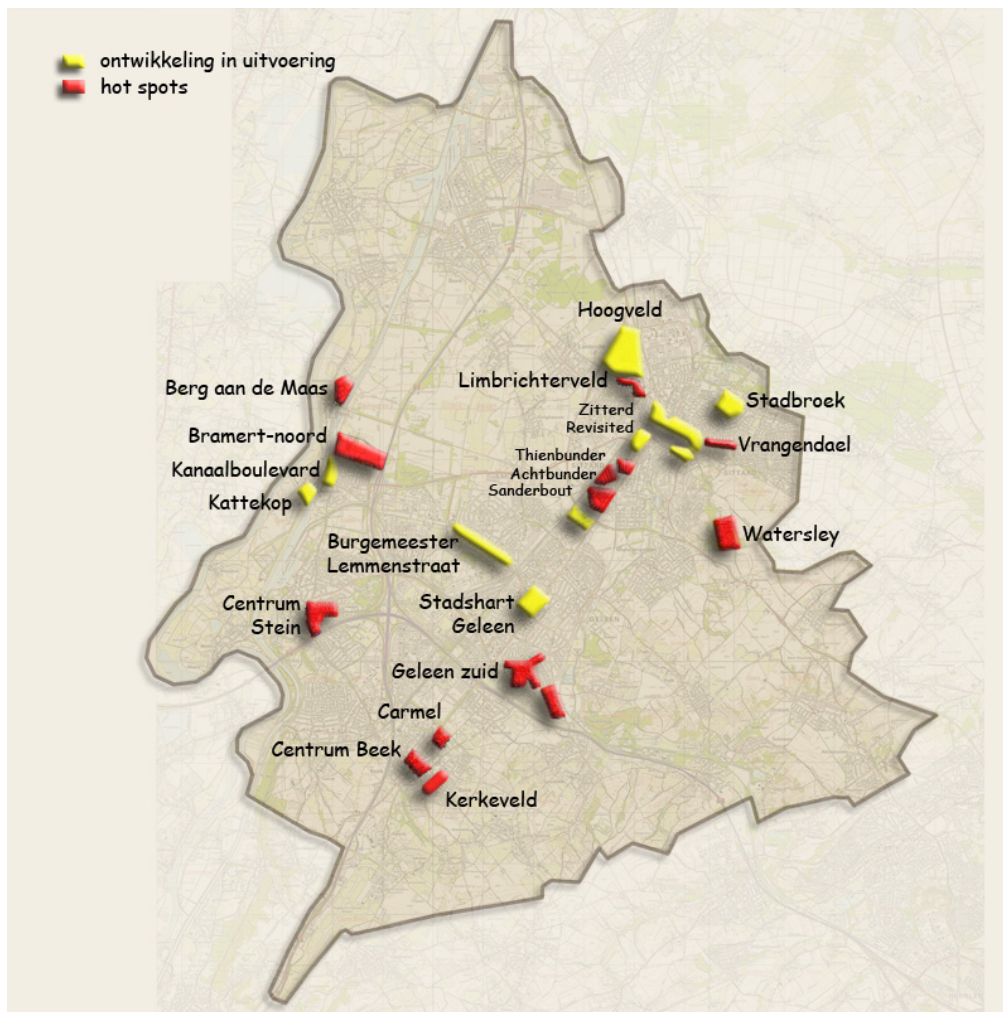 ontwikkeling in uitvoering
hot spots
Hoogveld
Limbrichterveld
Berg aan de Maas
Stadbroek
Zitterd
Revisited
Bramert-noord
Vrangendael
Thienbunder
Kanaalboulevard
Achtbunder
Sanderbout
Kattekop
Burgemeester
Lemmenstraat
Watersley
Centrum
Stein
Stadshart
Geleen
Geleen zuid
Carmel
Centrum Beek
Kerkeveld